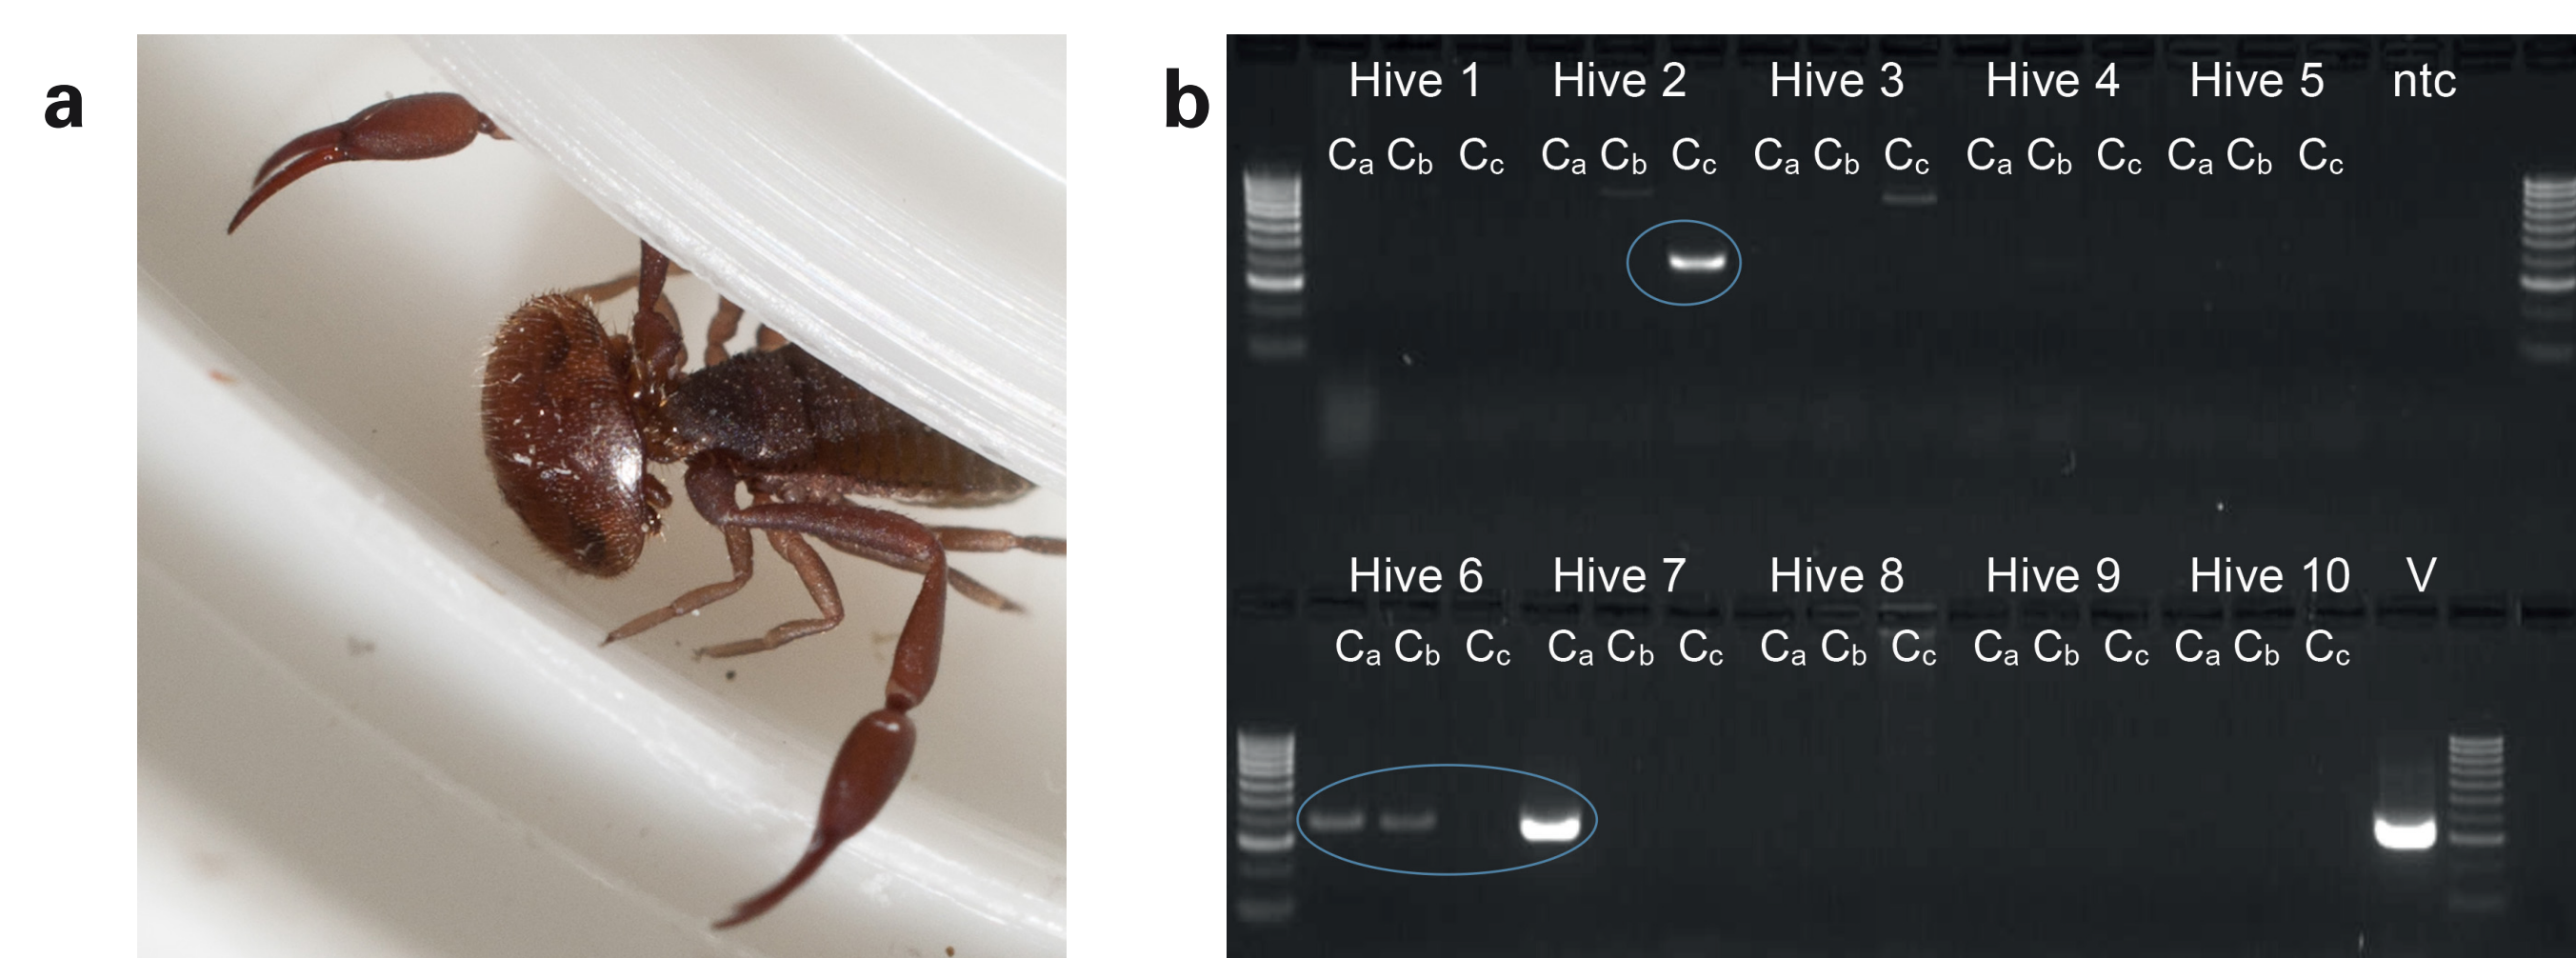 a
b
Hive 1 Hive 2 Hive 3 Hive 4 Hive 5 ntc
Ca Cb Cc Ca Cb Cc Ca Cb Cc Ca Cb Cc Ca Cb Cc
Hive 6 Hive 7 Hive 8 Hive 9 Hive 10 V
Ca Cb Cc Ca Cb Cc Ca Cb Cc Ca Cb Cc Ca Cb Cc